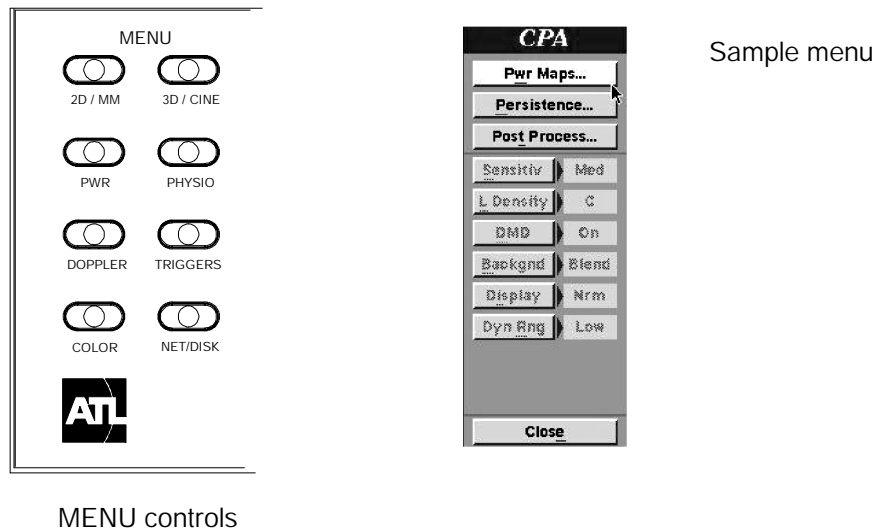 MENU
2D / MM
3D / CINE
PWR
PHYSIO
DOPPLER
TRIGGERS
COLOR
NET/DISK
ATL
MENU controls
CPA
Pwr Maps...
Persistence...
Post Process...
Sensitiv Med
L Density C
DMD On
Backgnd Blend
Display Nrm
Dyn Rng Low
Close
Sample menu